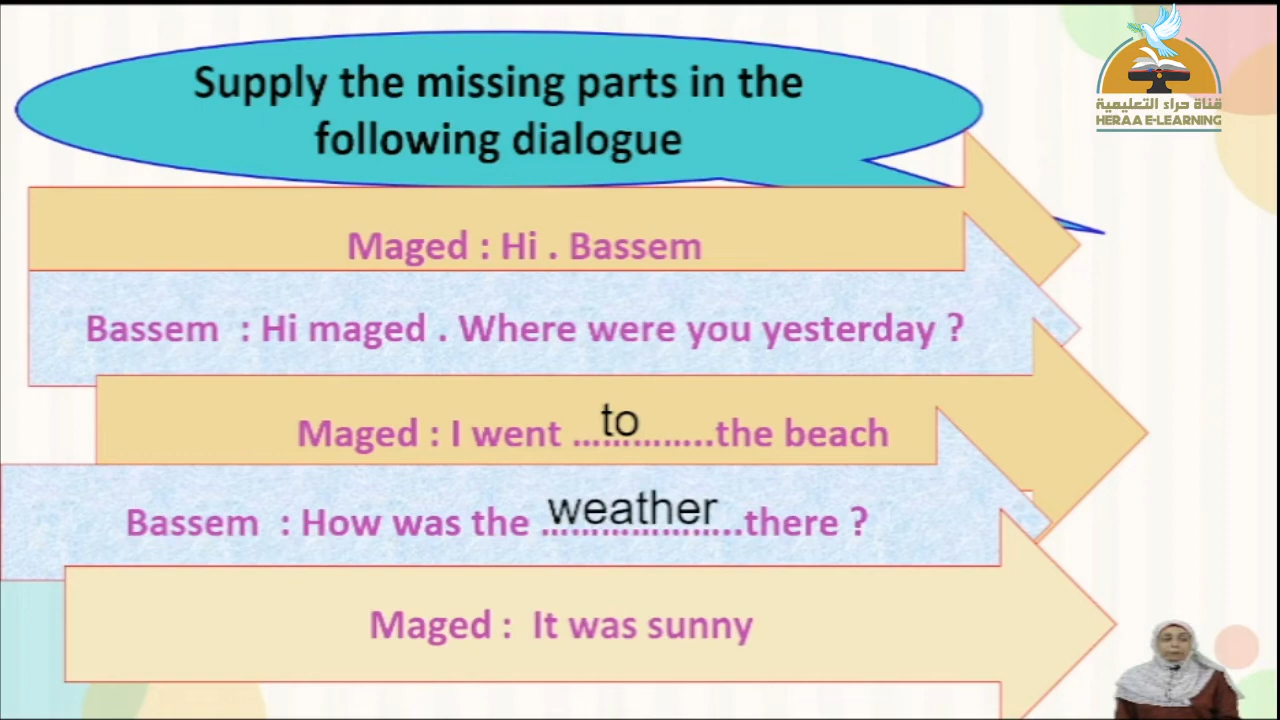 Supply the missing parts in the
following dialogue
قناة حراء التعليمية
HERAA E-LEARNING
Maged : Hi . Bassem
Bassem : Hi maged . Where were you yesterday ?
Maged : I went ...to...........the beach
Bassem : How was the weather..there ?
Maged : It was sunny